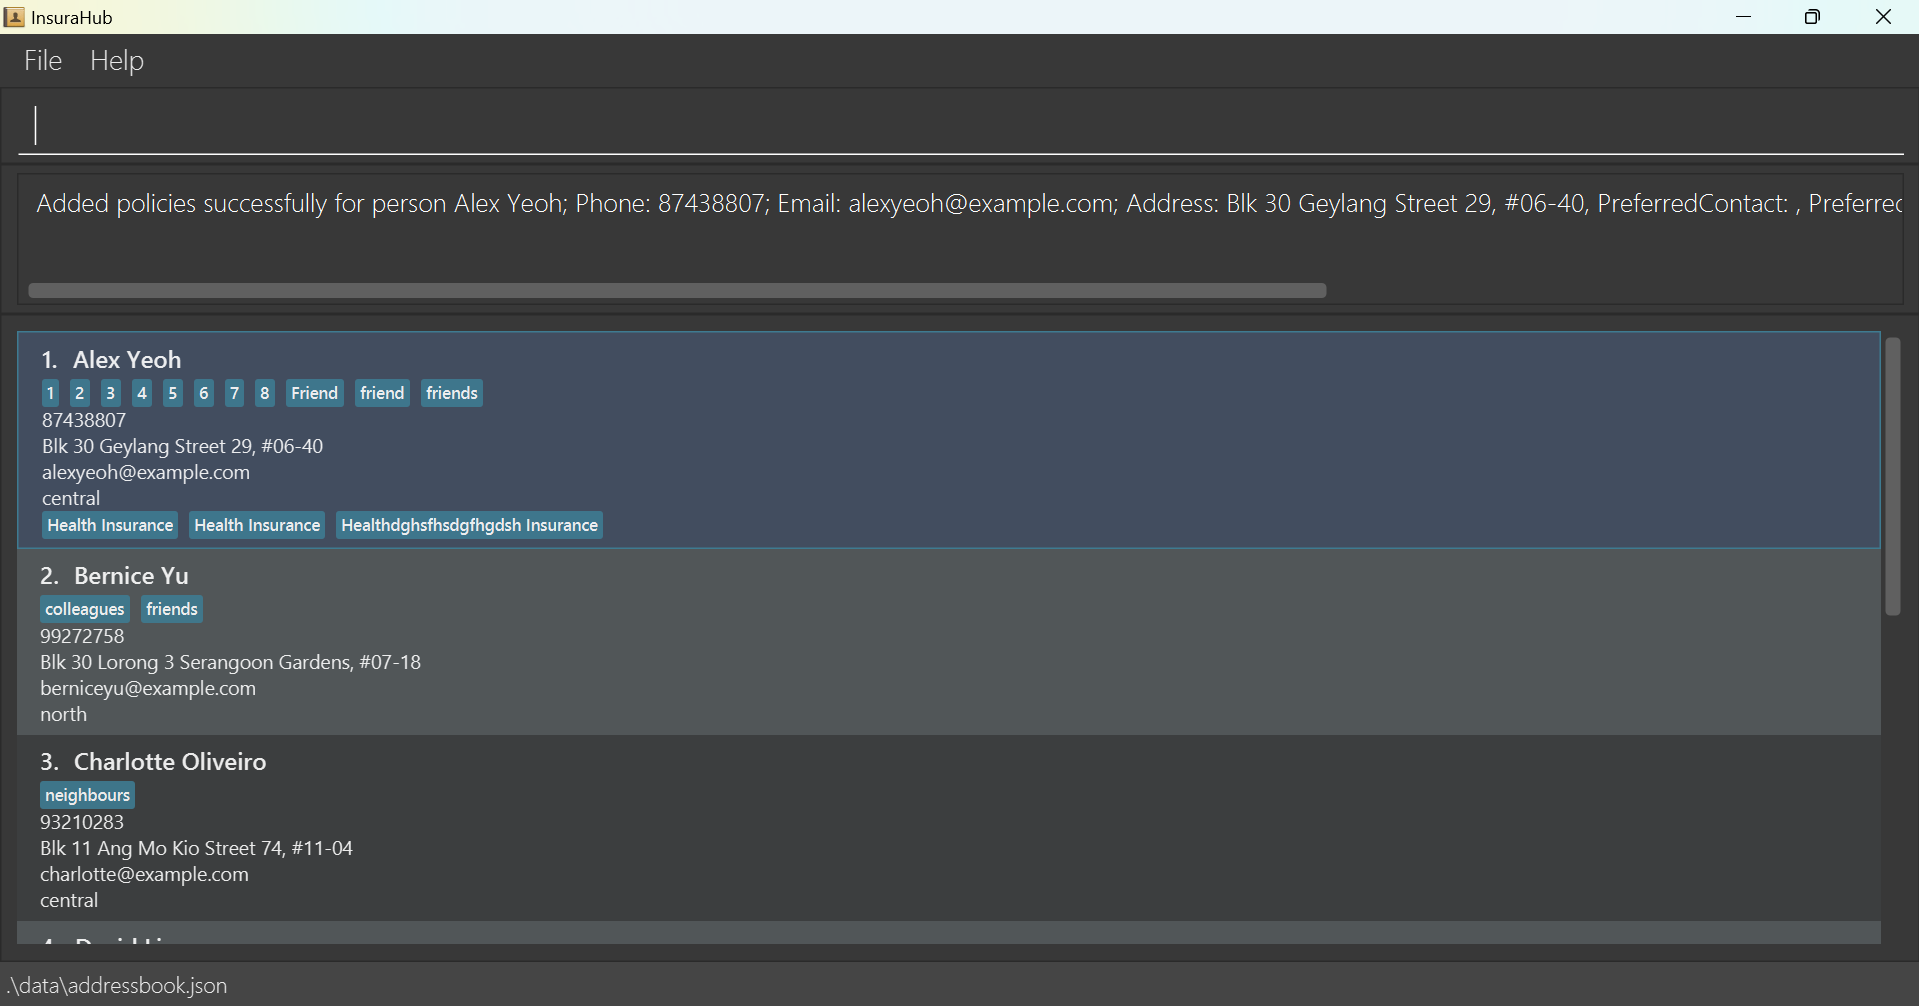 InsuraHub
File Help
Added policies successfully for person Alex Yeoh; Phone: 87438807; Email: alexyeoh@example.com; Address: Blk 30 Geylang Street 29, #06-40, PreferredContact: , Preferrec
1. Alex Yeoh
1 2 3 4 5 6 7 8 Friend friend friends
87438807
Blk 30 Geylang Street 29, #06-40
alexyeoh@example.com
central
Health Insurance Health Insurance Healthdghsfhsdgfhgdsh Insurance
2. Bernice Yu
colleagues friends
99272758
Blk 30 Lorong 3 Serangoon Gardens, #07-18
berniceyu@example.com
north
3. Charlotte Oliveiro
neighbours
93210283
Blk 11 Ang Mo Kio Street 74, #11-04
charlotte@example.com
central
.\data\addressbook.json